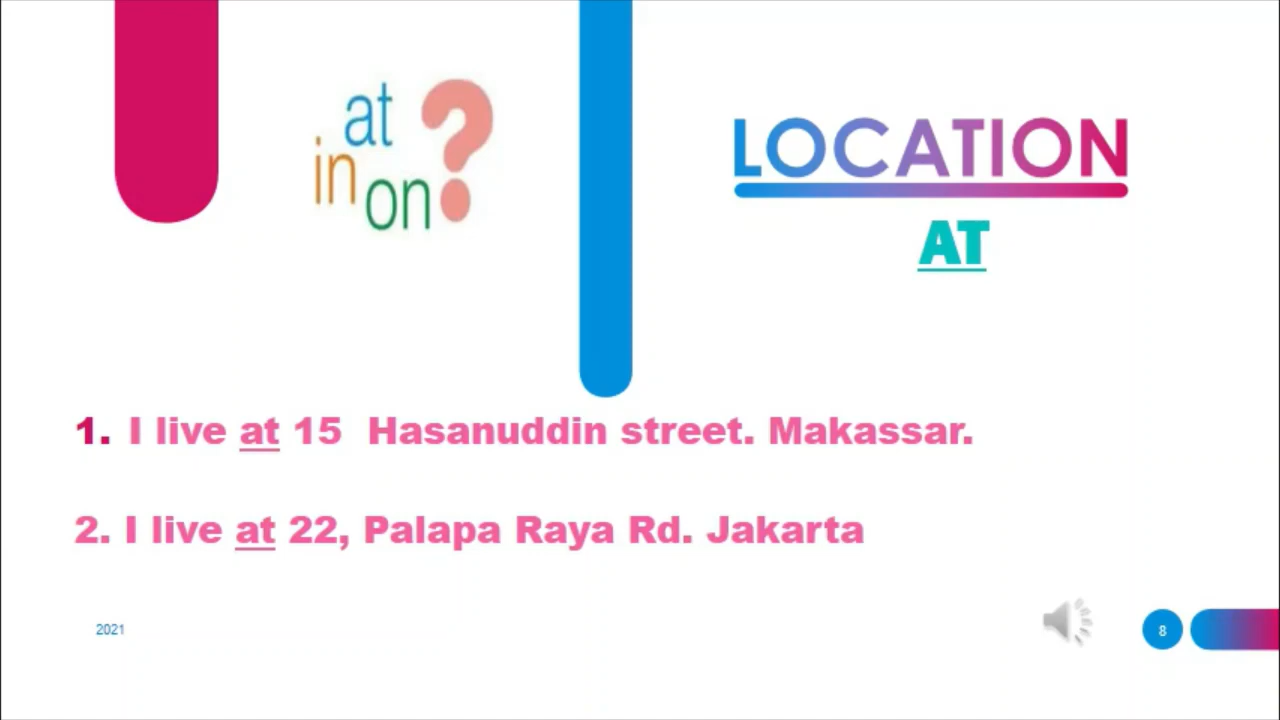 at
in
on
?
LOCATION
AT
1. I live at 15 Hasanuddin street. Makassar.
2. I live at 22, Palapa Raya Rd. Jakarta
2021
8